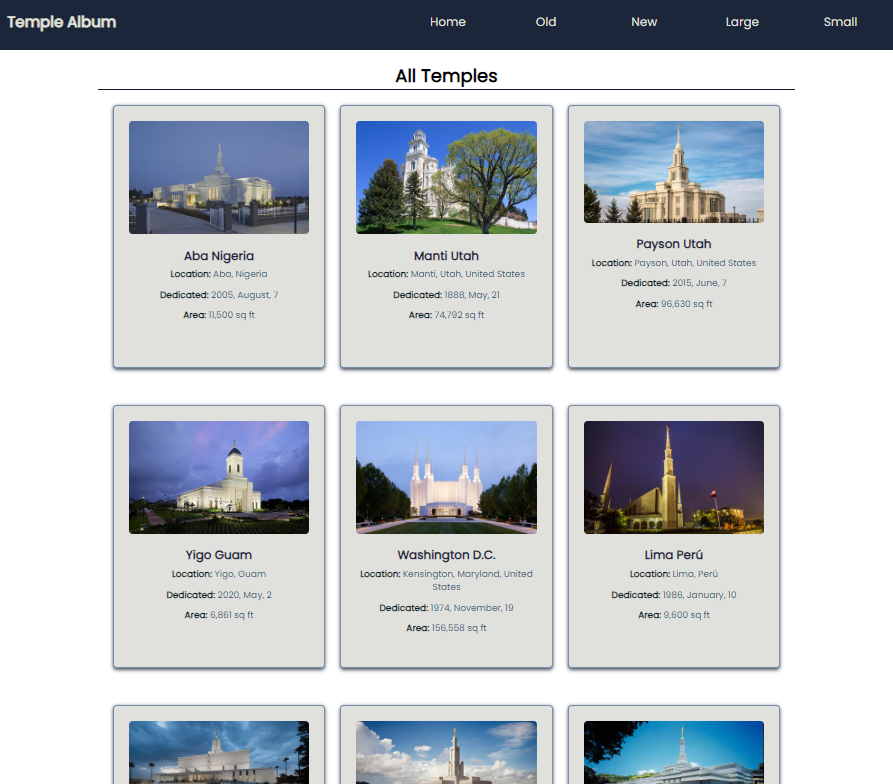 Temple Album
Home Old New Large Small
All Temples
Aba Nigeria
Location: Aba, Nigeria
Dedicated: 2005, August, 7
Area: 11,500 sq ft
Manti Utah
Location: Manti, Utah, United States
Dedicated: 1888, May, 21
Area: 74,792 sq ft
Payson Utah
Location: Payson, Utah, United States
Dedicated: 2015, June, 7
Area: 96,630 sq ft
Yigo Guam
Location: Yigo, Guam
Dedicated: 2020, May, 2
Area: 6,861 sq ft
Washington D.C.
Location: Kensington, Maryland, United
States
Dedicated: 1974, November, 19
Area: 156,558 sq ft
Lima Perú
Location: Lima, Perú
Dedicated: 1986, January, 10
Area: 9,600 sq ft